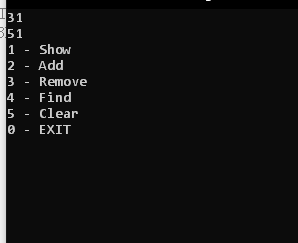 31
51
1 - Show
2 - Add
3 - Remove
4 - Find
5 - Clear
0 - EXIT